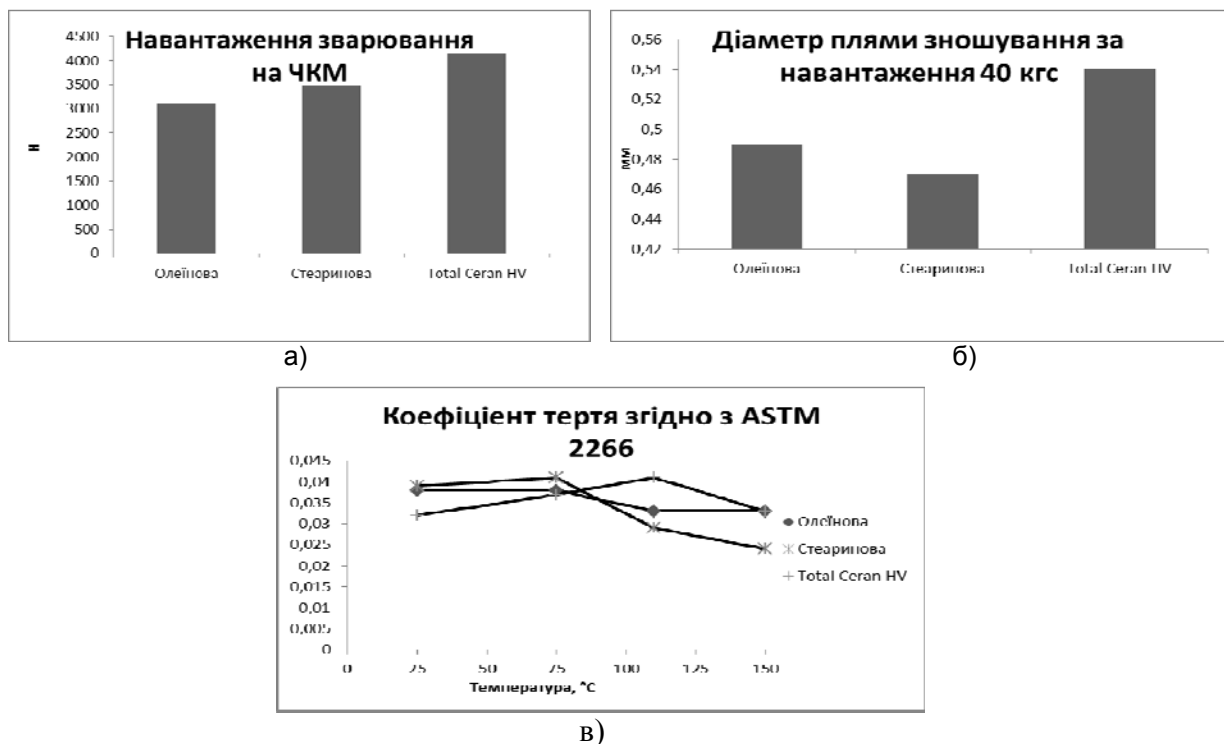 Навантаження зварювання
на ЧКМ
4500
4000
3500
3000
2500
2000
1500
1000
500
0
Н
Олеїнова Стеаринова Total Ceran HV
а)
Діаметр плями зношування за
навантаження 40 кгс
0,56
0,54
0,52
0,5
0,48
0,46
0,44
0,42
мм
Олеїнова Стеаринова Total Ceran HV
б)
Коефіцієнт тертя згідно з ASTM
2266
0,045
0,04
0,035
0,03
0,025
0,02
0,015
0,01
0,005
0
0 25 50 75 100 125 150
Температура, °С
Олеїнова
Стеаринова
Total Ceran HV
в)